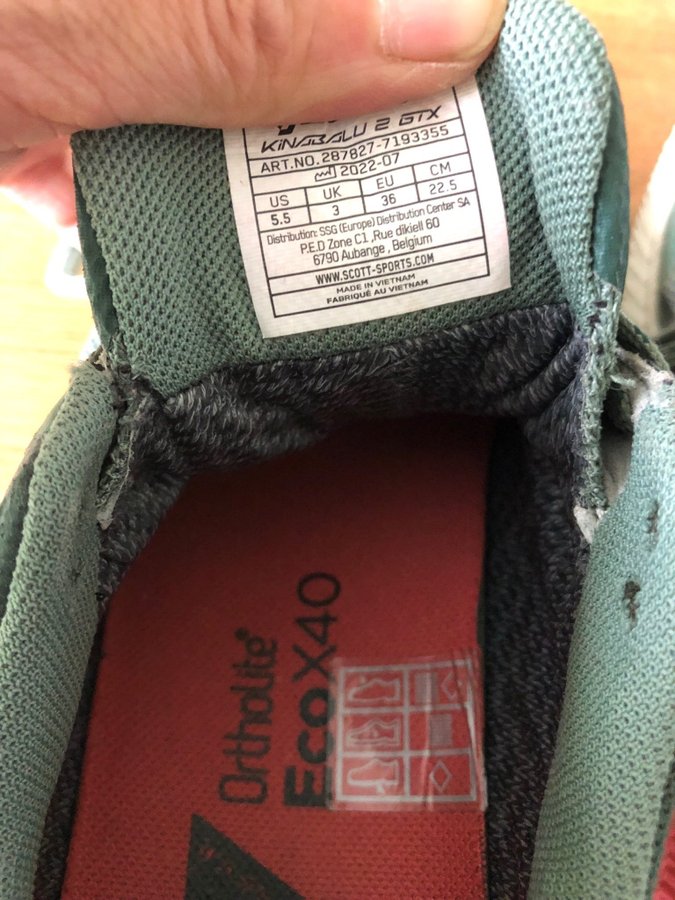 KINABALU 2 GTX
ART.NO.287827-7193355
2022-07
US UK EU CM
5.5 3 36 22.5
Distribution: SSG (Europe) Distribution Center SA
P.E.D Zone C1 ,Rue dikiell 60
6790 Aubange , Belgium
WWW.SCOTT-SPORTS.COM
MADE IN VIETNAM
FABRIQUÉ AU VIETNAM
Ortholite®
Eco X40